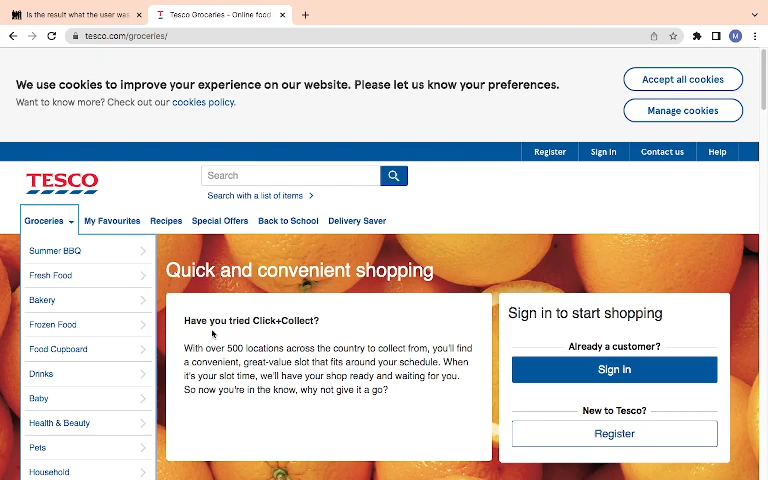 Is the result what the user was
Tesco Groceries - Online food
tesco.com/groceries/
M
We use cookies to improve your experience on our website. Please let us know your preferences.
Want to know more? Check out our cookies policy.
Accept all cookies
Manage cookies
Register
Sign in
Contact us
Help
TESCO
Search
Search with a list of items
Groceries
My Favourites
Recipes
Special Offers
Back to School
Delivery Saver
Summer BBQ
Fresh Food
Bakery
Frozen Food
Food Cupboard
Drinks
Baby
Health & Beauty
Pets
Household
Quick and convenient shopping
Have you tried Click+Collect?
With over 500 locations across the country to collect from, you'll find
a convenient, great-value slot that fits around your schedule. When
it's your slot time, we'll have your shop ready and waiting for you.
So now you're in the know, why not give it a go?
Sign in to start shopping
Already a customer?
Sign in
New to Tesco?
Register